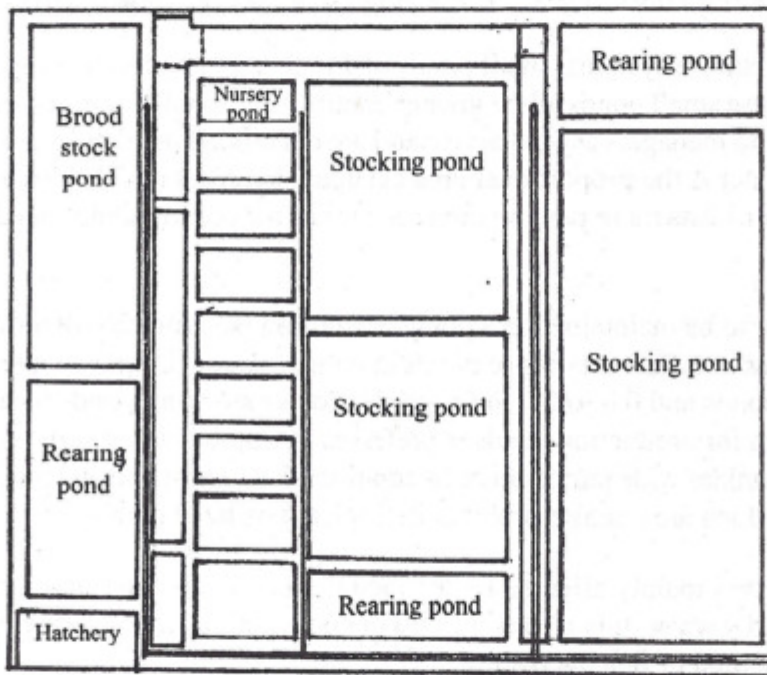 Brood
stock
pond
Rearing
pond
Hatchery
Nursery
pond
Stocking pond
Stocking pond
Rearing pond
Rearing pond
Stocking pond